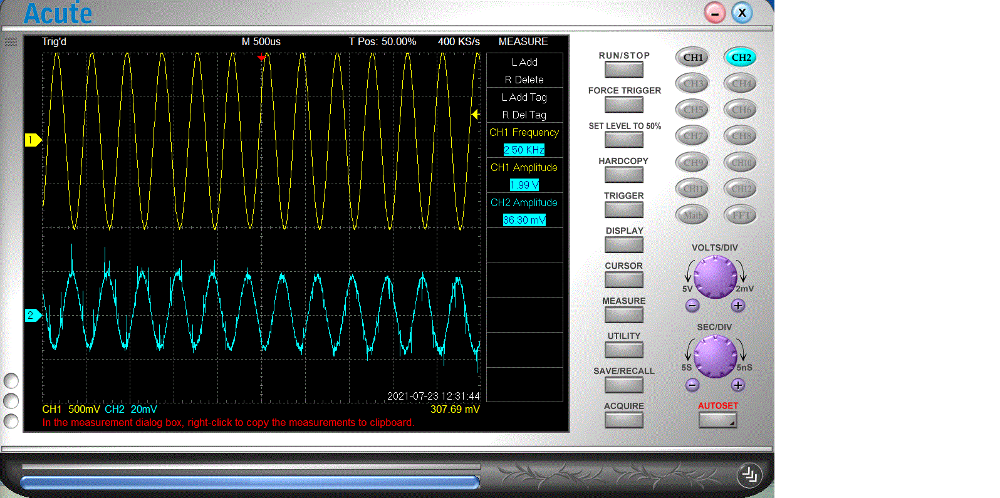 Acute
Trig'd M 500us T Pos: 50.00% 400 KS/s MEASURE
L Add
R Delete
L Add Tag
R Del Tag
CH1 Frequency
2.50 KHz
CH1 Amplitude
1.99 V
CH2 Amplitude
36.30 mV
1
2
2021-07-23 12:31:44
CH1 500mV CH2 20mV 307.69 mV
In the measurement dialog box, right-click to copy the measurements to clipboard.
RUN/STOP
FORCE TRIGGER
SET LEVEL TO 50%
HARDCOPY
TRIGGER
DISPLAY
CURSOR
MEASURE
UTILITY
SAVE/RECALL
ACQUIRE
CH1 CH2
CH3 CH4
CH5 CH6
CH7 CH8
CH9 CH10
CH11 CH12
Math FFT
VOLTS/DIV
5V 2mV
SEC/DIV
5S 5nS
AUTOSET